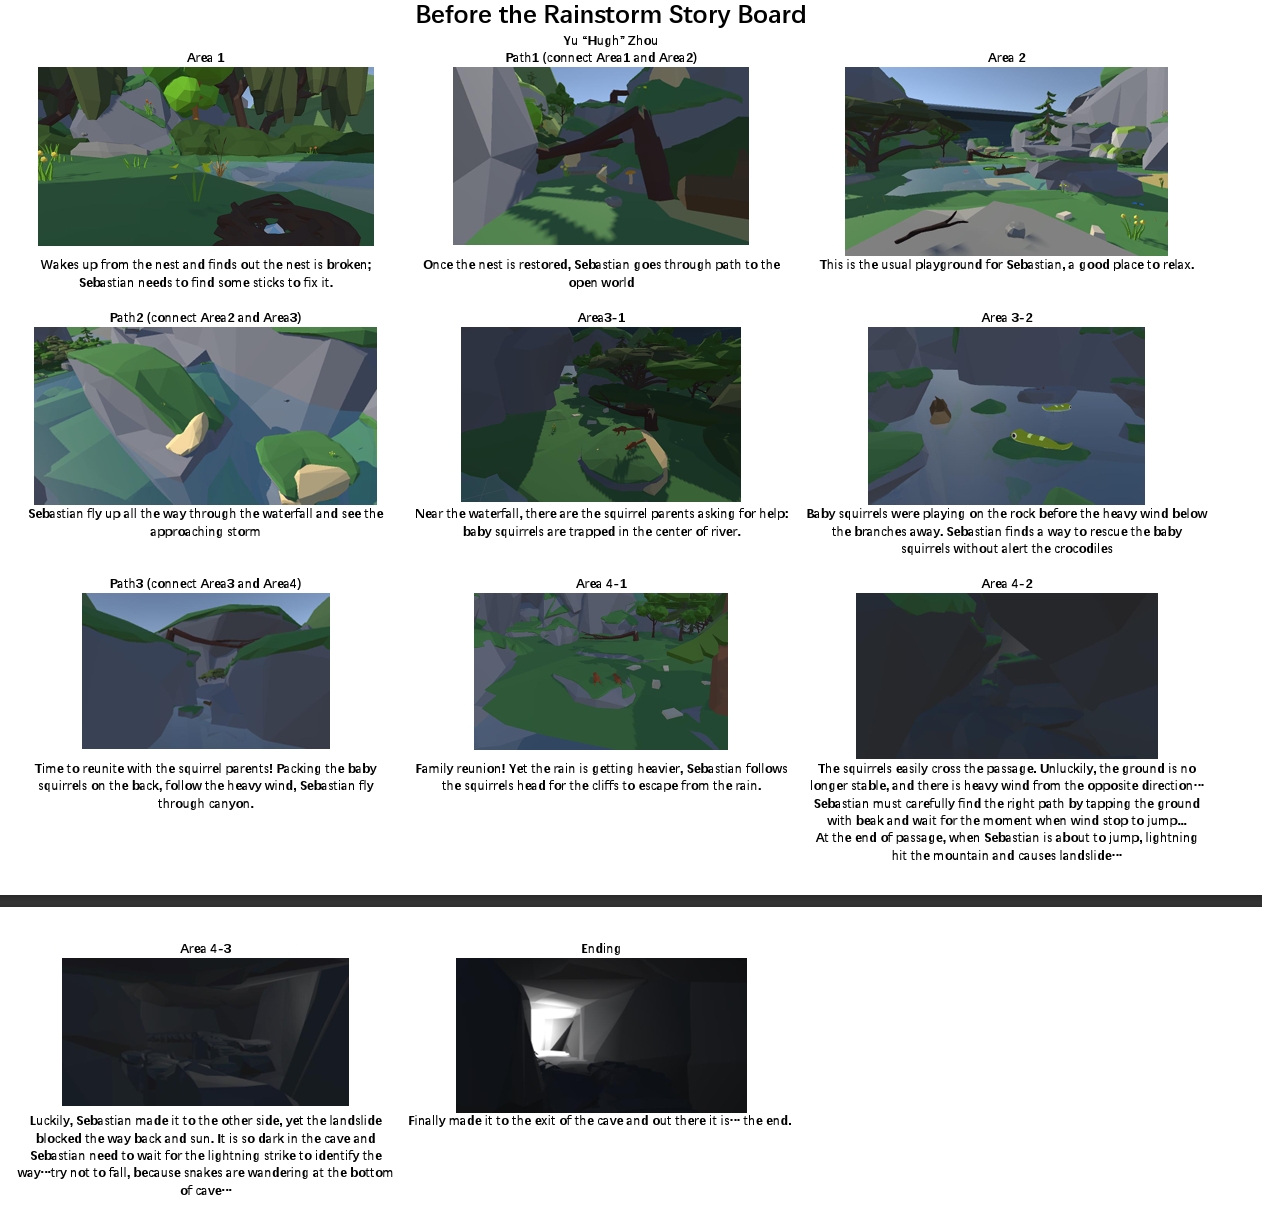 Before the Rainstorm Story Board
Yu “Hugh” Zhou
Area 1
Path1 (connect Area1 and Area2)
Area 2
Wakes up from the nest and finds out the nest is broken;
Sebastian needs to find some sticks to fix it.
Once the nest is restored, Sebastian goes through path to the
open world
This is the usual playground for Sebastian, a good place to relax.
Path2 (connect Area2 and Area3)
Area3-1
Area 3-2
Sebastian fly up all the way through the waterfall and see the
approaching storm
Near the waterfall, there are the squirrel parents asking for help:
baby squirrels are trapped in the center of river.
Baby squirrels were playing on the rock before the heavy wind below
the branches away. Sebastian finds a way to rescue the baby
squirrels without alert the crocodiles
Path3 (connect Area3 and Area4)
Area 4-1
Area 4-2
Time to reunite with the squirrel parents! Packing the baby
squirrels on the back, follow the heavy wind, Sebastian fly
through canyon.
Family reunion! Yet the rain is getting heavier, Sebastian follows
the squirrels head for the cliffs to escape from the rain.
The squirrels easily cross the passage. Unluckily, the ground is no
longer stable, and there is heavy wind from the opposite direction···
Sebastian must carefully find the right path by tapping the ground
with beak and wait for the moment when wind stop to jump...
At the end of passage, when Sebastian is about to jump, lightning
hit the mountain and causes landslide···
Area 4-3
Ending
Luckily, Sebastian made it to the other side, yet the landslide
blocked the way back and sun. It is so dark in the cave and
Sebastian need to wait for the lightning strike to identify the
way···try not to fall, because snakes are wandering at the bottom
of cave···
Finally made it to the exit of the cave and out there it is··· the end.